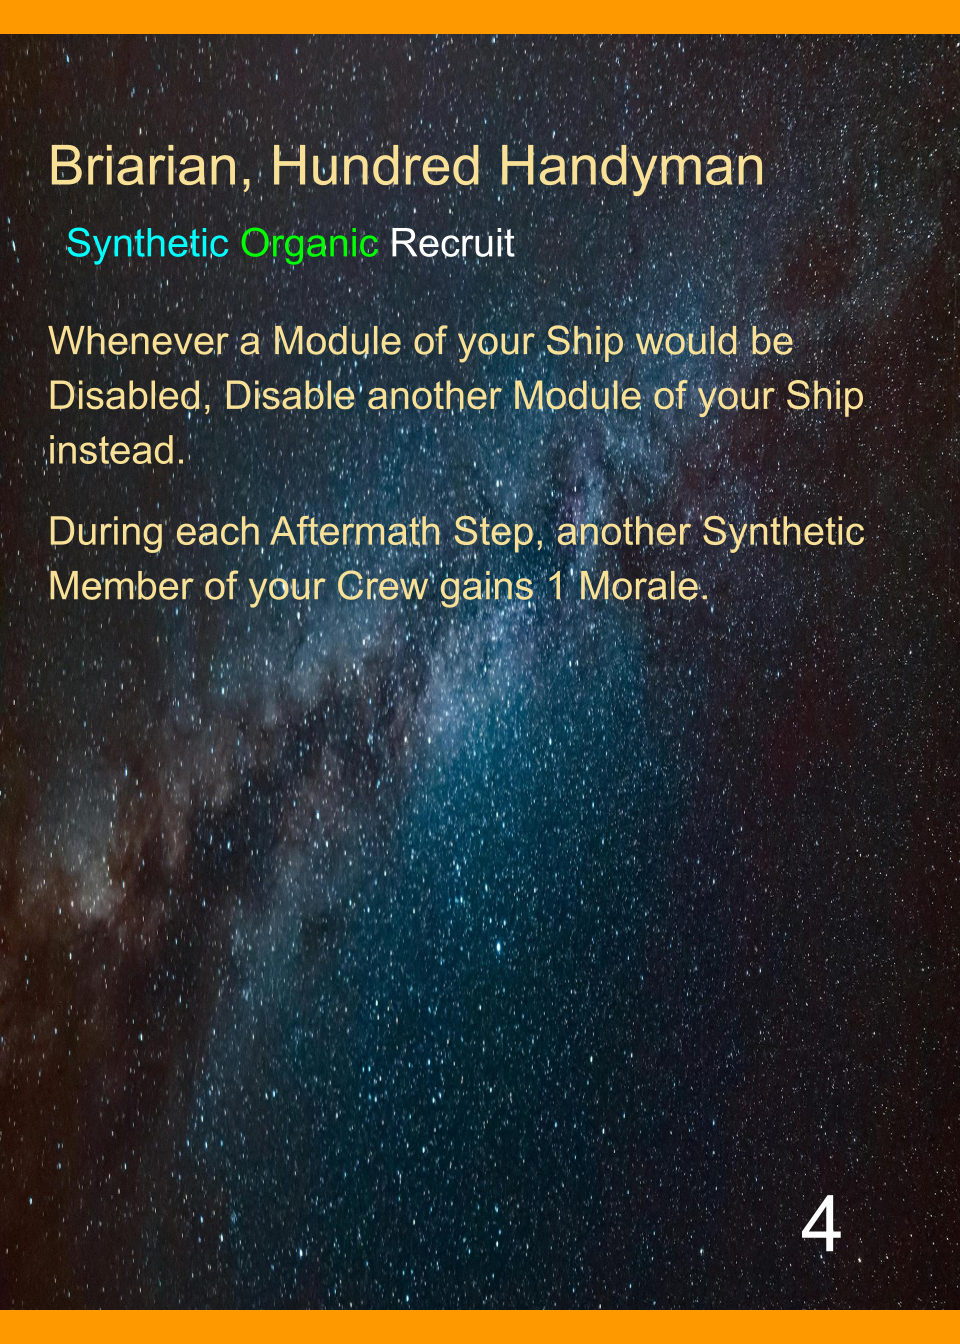 Briarian, Hundred Handyman
Synthetic Organic Recruit
Whenever a Module of your Ship would be
Disabled, Disable another Module of your Ship
instead.
During each Aftermath Step, another Synthetic
Member of your Crew gains 1 Morale.
4